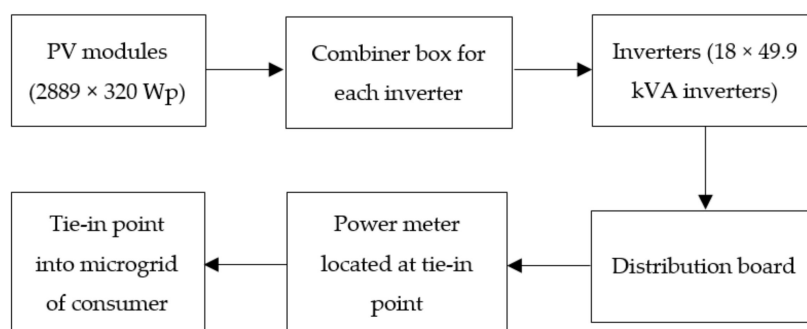 PV modules
(2889 × 320 Wp)
Combiner box for
each inverter
Inverters (18 × 49.9
kVA inverters)
Tie-in point
into microgrid
of consumer
Power meter
located at tie-in
point
Distribution board